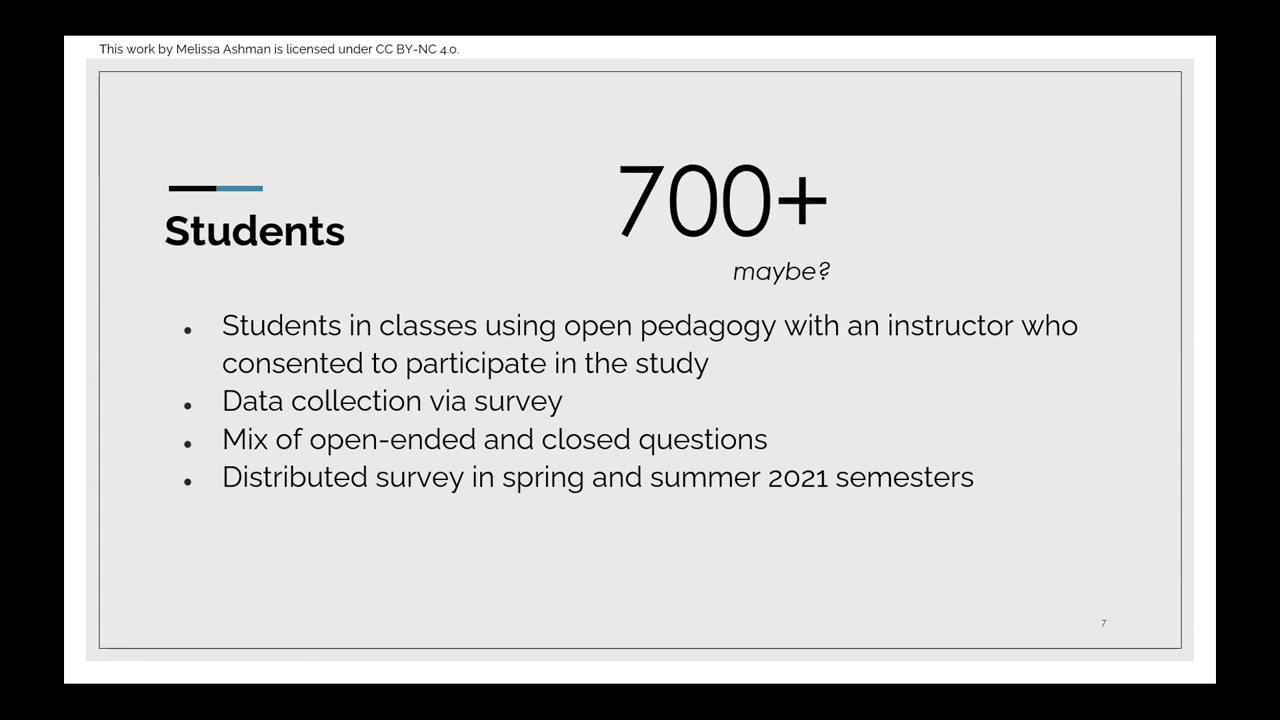 This work by Melissa Ashman is licensed under CC BY-NC 4.0.
700+
maybe?
Students
• Students in classes using open pedagogy with an instructor who
consented to participate in the study
• Data collection via survey
• Mix of open-ended and closed questions
• Distributed survey in spring and summer 2021 semesters
7